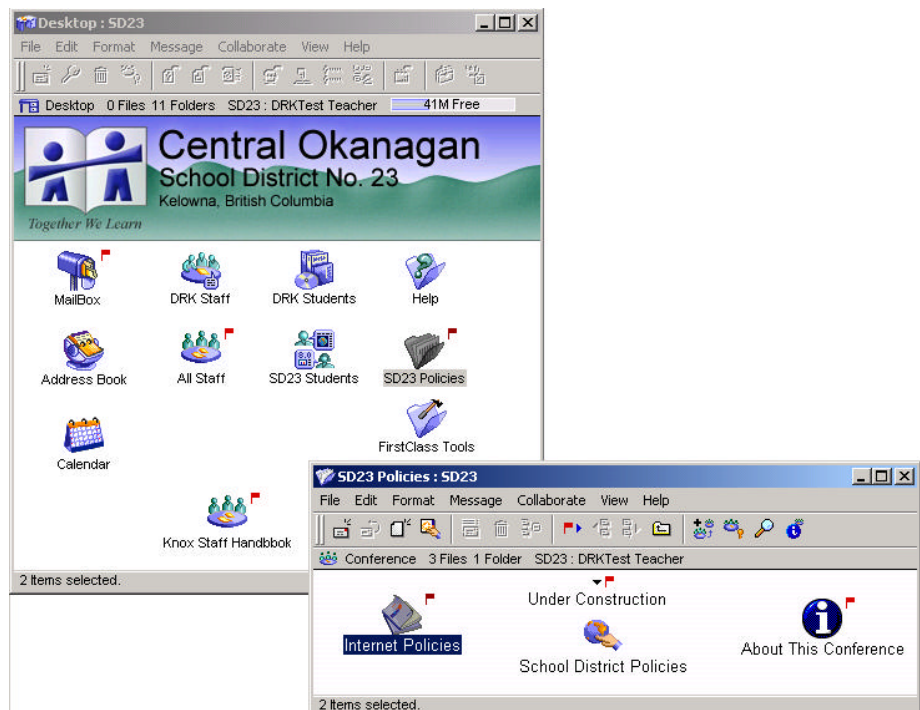 Desktop : SD23
File Edit Format Message Collaborate View Help
Desktop 0 Files 11 Folders SD23 : DRKTest Teacher 41M Free
Central Okanagan
School District No. 23
Kelowna, British Columbia
Together We Learn
MailBox DRK Staff DRK Students Help
Address Book All Staff SD23 Students SD23 Policies
FirstClass Tools
Calendar
Knox Staff Handbbok
2 Items selected.
SD23 Policies : SD23
File Edit Format Message Collaborate View Help
Conference 3 Files 1 Folder SD23 : DRKTest Teacher
Under Construction
Internet Policies
About This Conference
School District Policies
2 Items selected.